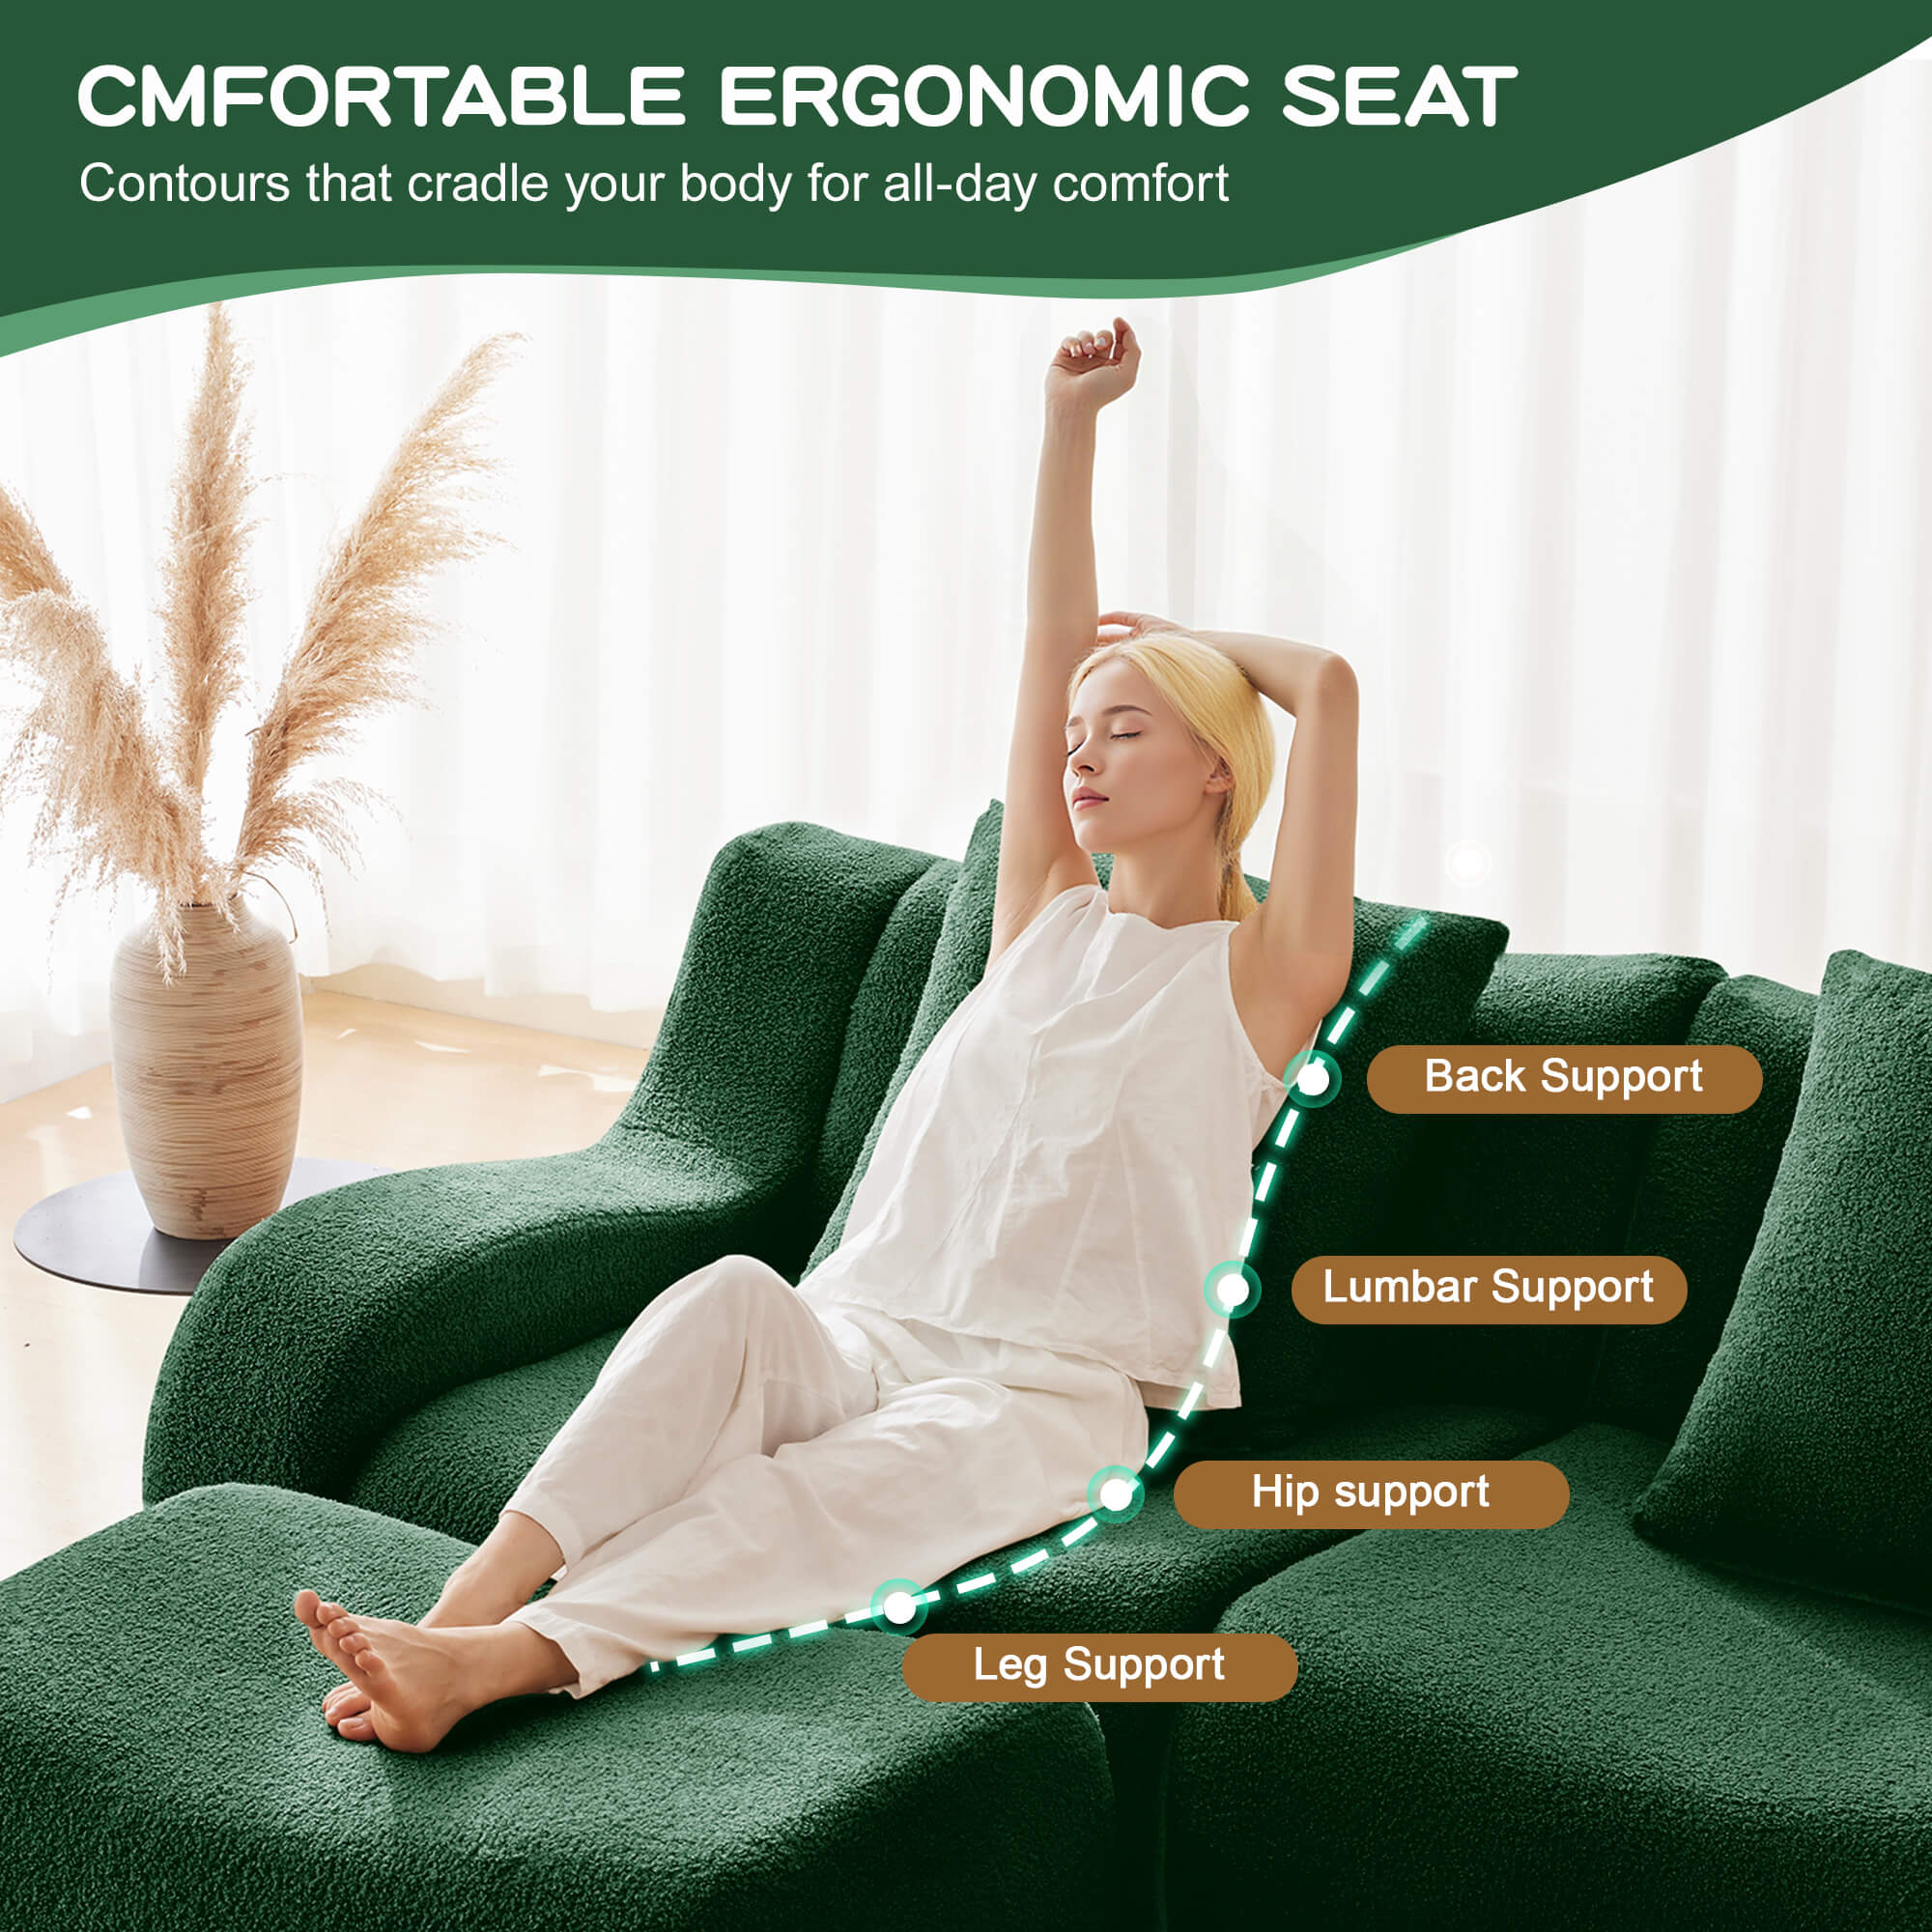 CMFORTABLE ERGONOMIC SEAT
Contours that cradle your body for all-day comfort
Back Support
Lumbar Support
Hip support
Leg Support